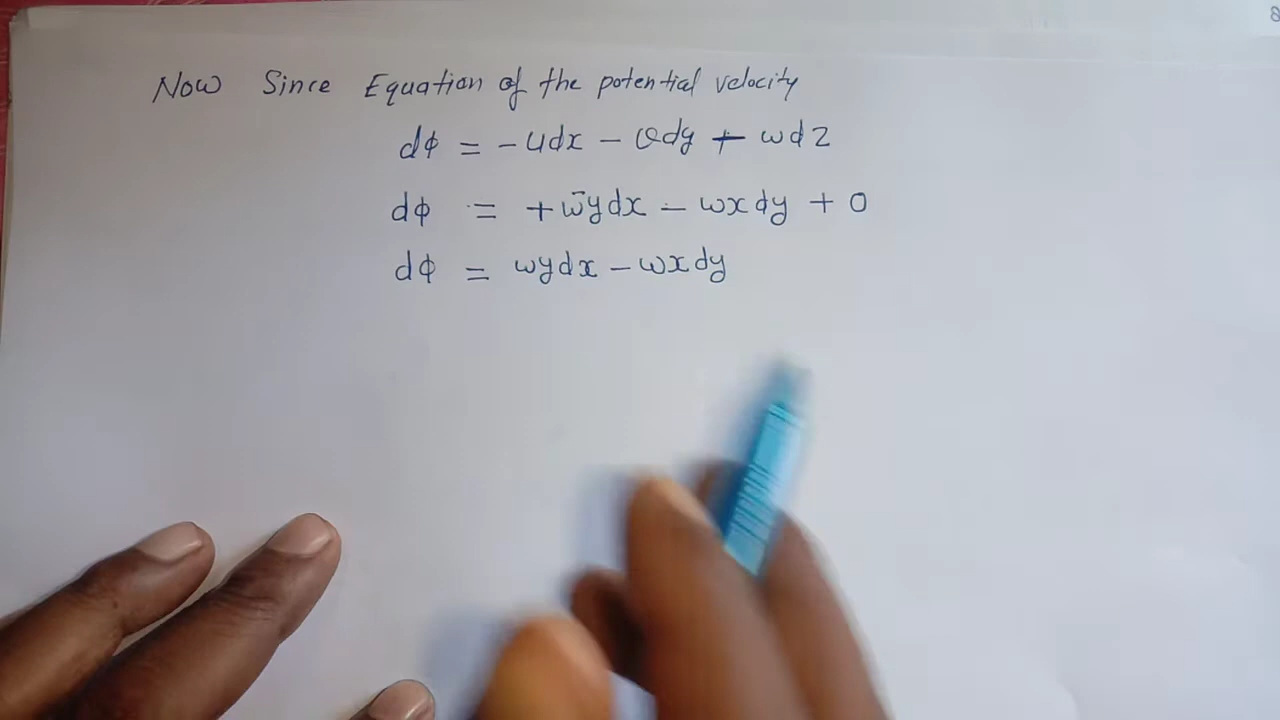 Now Since Equation of the potential velocity
dϕ = - udx - vdy + wdz
dϕ = + ωydx - ωxdy + 0
dϕ = ωydx - ωxdy